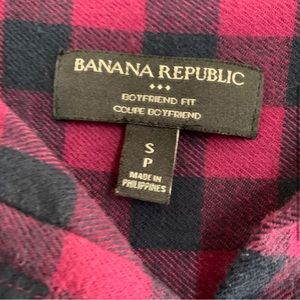 BANANA REPUBLIC
BOYFRIEND FIT
COUPE BOYFRIEND
S
P
MADE IN
PHILIPPINES